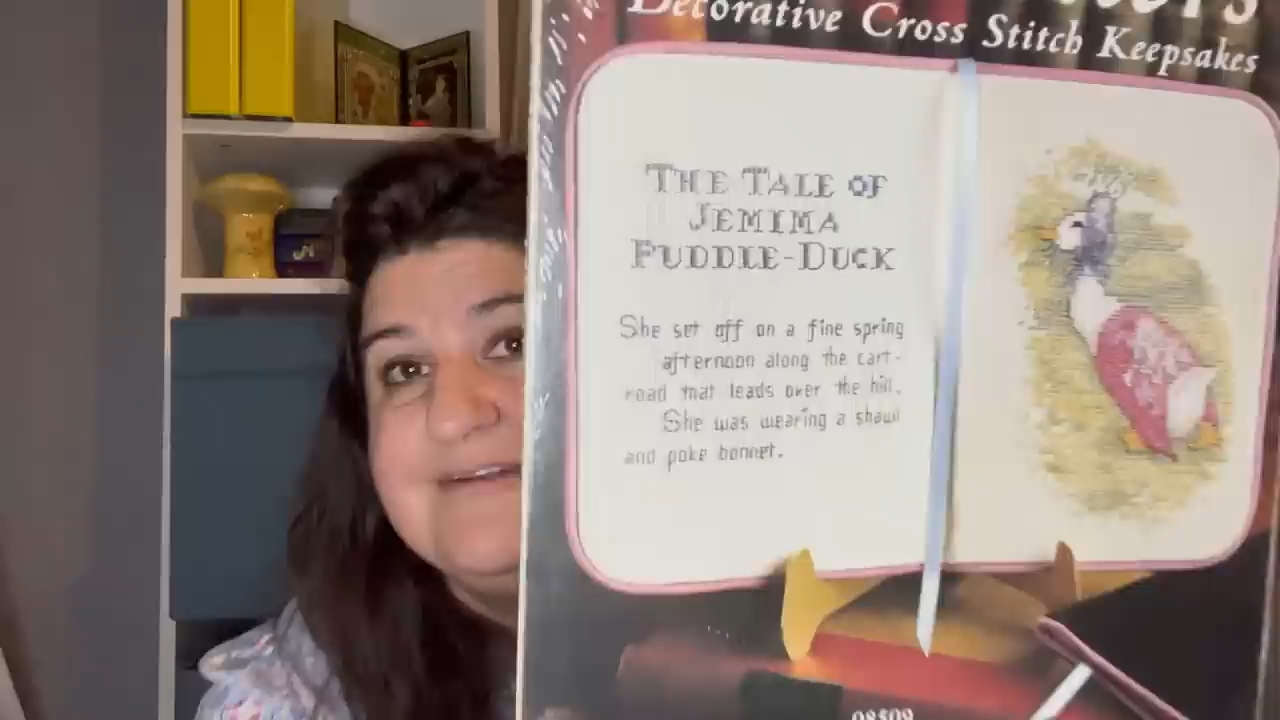 Decorative Cross Stitch Keepsakes
THE TALE OF
JEMIMA
PUDDLE-DUCK
She set off on a fine spring
afternoon along the cart-
road that leads over the hill.
She was wearing a shawl
and poke bonnet.
08509